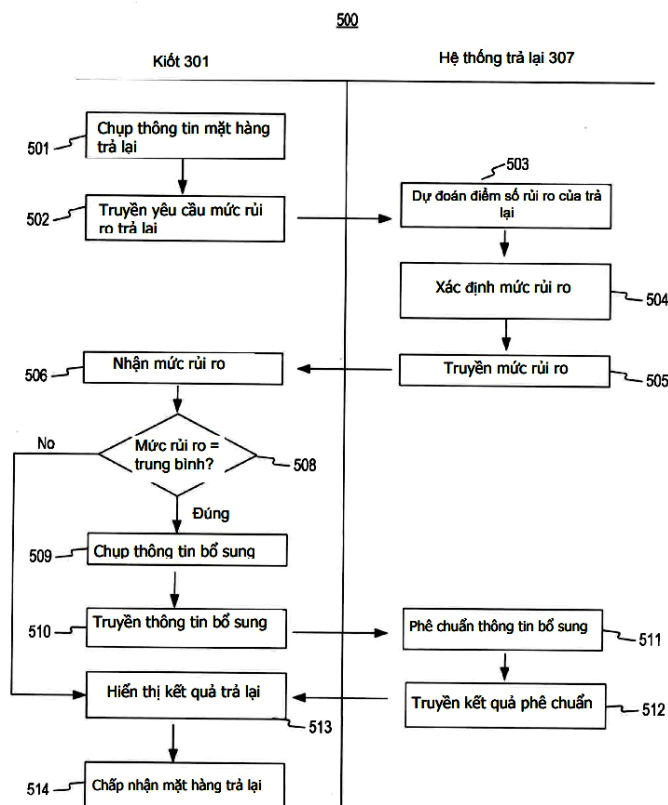 500
Kiốt 301
Hệ thống trả lại 307
Chụp thông tin mặt hàng
trả lại
501
503
Truyền yêu cầu mức rủi
ro trả lại
502
Dự đoán điểm số rủi ro của trả
lại
Xác định mức rủi ro
504
Nhận mức rủi ro
506
Truyền mức rủi ro
505
No
Mức rủi ro =
trung bình?
508
Đúng
509
Chụp thông tin bổ sung
510
Truyền thông tin bổ sung
Phê chuẩn thông tin bổ sung
511
Hiển thị kết quả trả lại
513
Truyền kết quả phê chuẩn
512
514
Chấp nhận mặt hàng trả lại